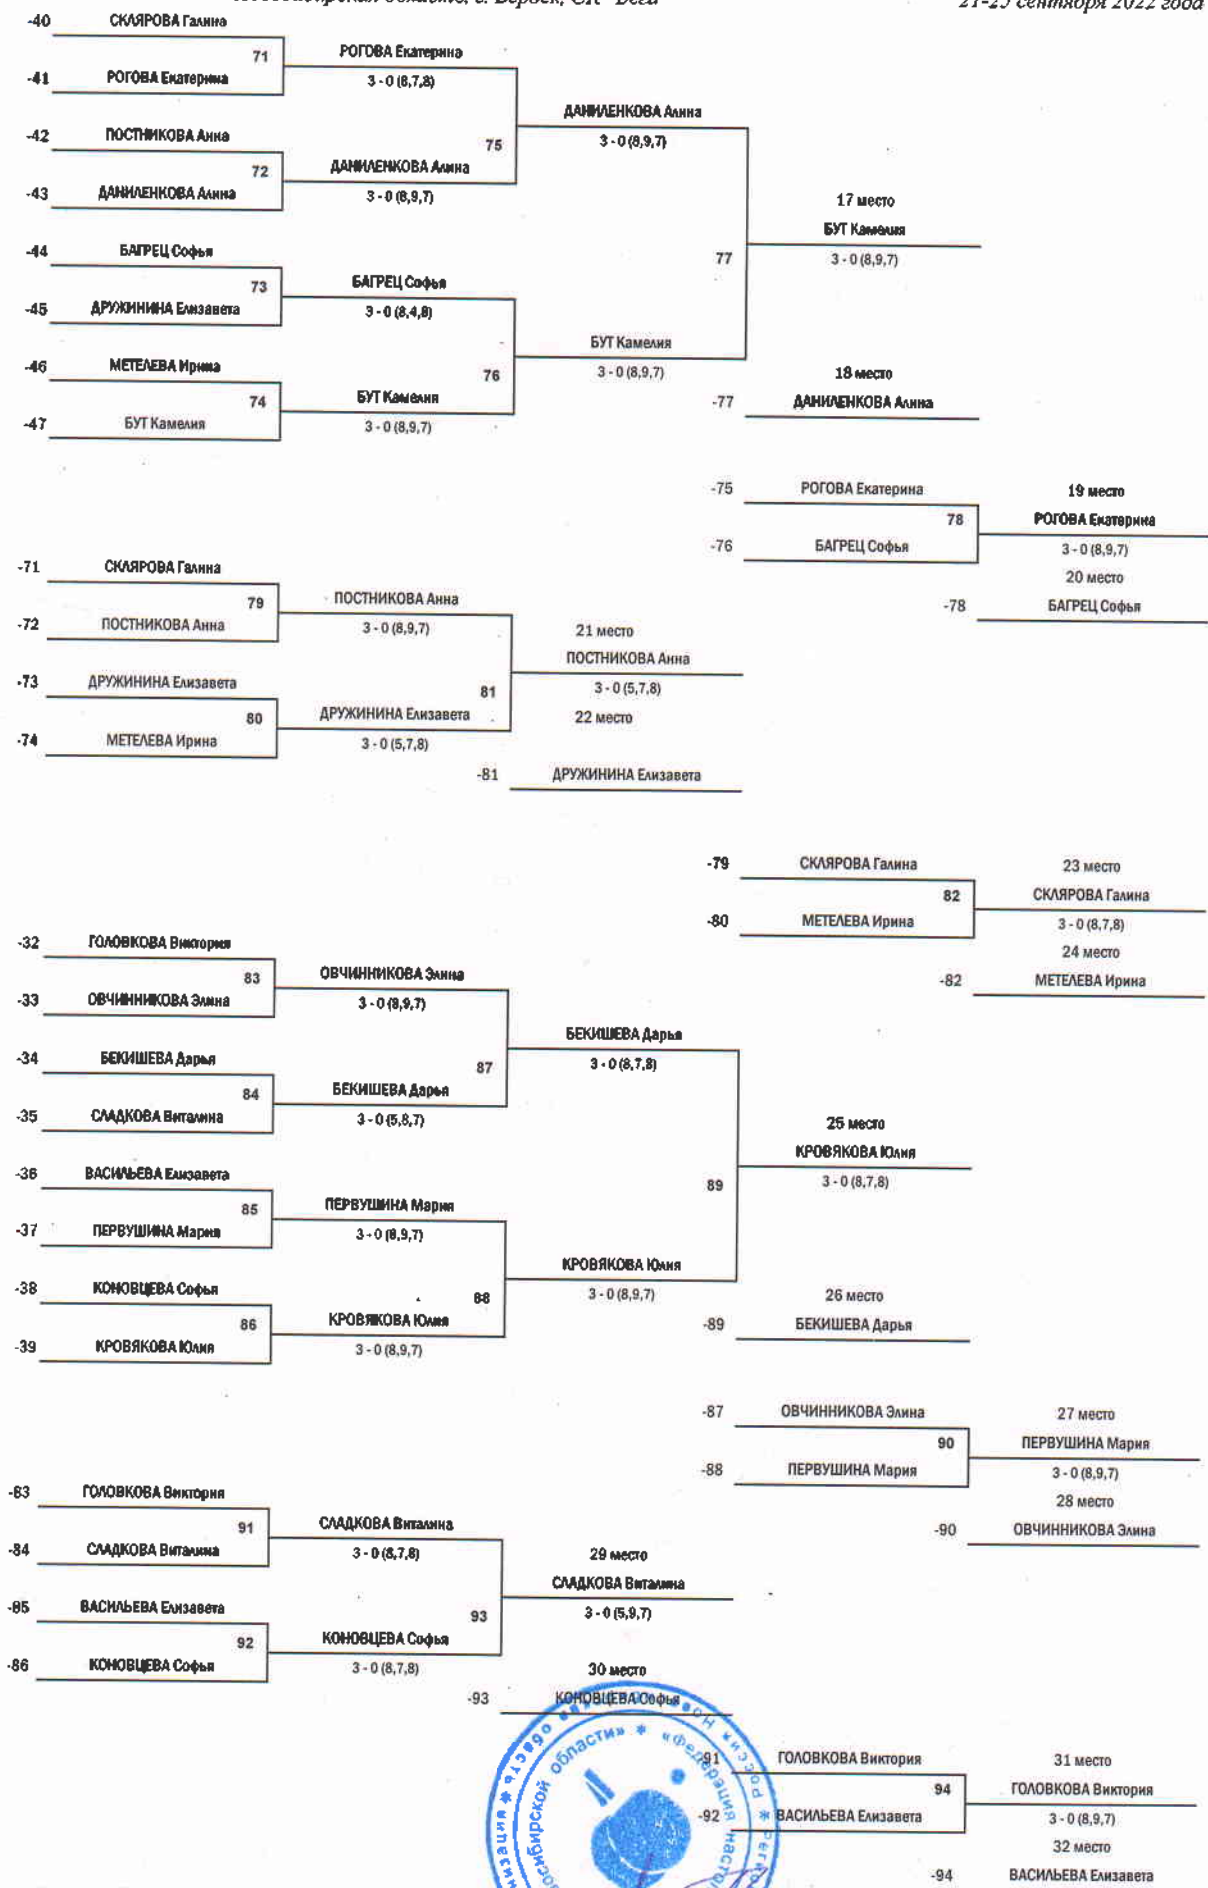 21-25 сентября 2022 года
-40 СКЛЯРОВА Галина
71 РОГОВА Екатерина
-41 РОГОВА Екатерина 3 - 0 (8,7,8)
ДАНИЛЕНКОВА Алина
-42 ПОСТНИКОВА Анна 75 3 - 0 (8,9,7)
72 ДАНИЛЕНКОВА Алина
-43 ДАНИЛЕНКОВА Алина 3 - 0 (8,9,7)
17 место
БУТ Камелия
-44 БАГРЕЦ Софья 77 3 - 0 (8,9,7)
73 БАГРЕЦ Софья
-45 ДРУЖИНИНА Елизавета 3 - 0 (8,4,8)
БУТ Камелия
-46 МЕТЕЛЕВА Ирина 76 3 - 0 (8,9,7)
18 место
74 БУТ Камелия -77 ДАНИЛЕНКОВА Алина
-47 БУТ Камелия 3 - 0 (8,9,7)
-75 РОГОВА Екатерина 19 место
78 РОГОВА Екатерина
-76 БАГРЕЦ Софья 3 - 0 (8,9,7)
20 место
-78 БАГРЕЦ Софья
-71 СКЛЯРОВА Галина
79 ПОСТНИКОВА Анна
-72 ПОСТНИКОВА Анна 3 - 0 (8,9,7) 21 место
ПОСТНИКОВА Анна
-73 ДРУЖИНИНА Елизавета 81 3 - 0 (5,7,8)
80 ДРУЖИНИНА Елизавета 22 место
-74 МЕТЕЛЕВА Ирина 3 - 0 (5,7,8)
-81 ДРУЖИНИНА Елизавета
-79 СКЛЯРОВА Галина 23 место
82 СКЛЯРОВА Галина
-80 МЕТЕЛЕВА Ирина 3 - 0 (8,7,8)
24 место
-82 МЕТЕЛЕВА Ирина
-32 ГОЛОВКОВА Виктория
83 ОВЧИННИКОВА Элина
-33 ОВЧИННИКОВА Элина 3 - 0 (8,9,7)
БЕКИШЕВА Дарья
-34 БЕКИШЕВА Дарья 87 3 - 0 (8,7,8)
84 БЕКИШЕВА Дарья
-35 СЛАДКОВА Виталина 3 - 0 (5,8,7)
25 место
КРОВЯКОВА Юлия
-36 ВАСИЛЬЕВА Елизавета 89 3 - 0 (8,7,8)
85 ПЕРВУШИНА Мария
-37 ПЕРВУШИНА Мария 3 - 0 (8,9,7)
КРОВЯКОВА Юлия
-38 КОНОВЦЕВА Софья 88 3 - 0 (8,9,7) 26 место
86 КРОВЯКОВА Юлия -89 БЕКИШЕВА Дарья
-39 КРОВЯКОВА Юлия 3 - 0 (8,9,7)
-87 ОВЧИННИКОВА Элина 27 место
90 ПЕРВУШИНА Мария
-88 ПЕРВУШИНА Мария 3 - 0 (8,9,7)
28 место
-90 ОВЧИННИКОВА Элина
-83 ГОЛОВКОВА Виктория
91 СЛАДКОВА Виталина
-84 СЛАДКОВА Виталина 3 - 0 (8,7,8) 29 место
СЛАДКОВА Виталина
-85 ВАСИЛЬЕВА Елизавета 93 3 - 0 (5,9,7)
92 КОНОВЦЕВА Софья
-86 КОНОВЦЕВА Софья 3 - 0 (8,7,8) 30 место
-93 КОНОВЦЕВА Софья
-91 ГОЛОВКОВА Виктория 31 место
94 ГОЛОВКОВА Виктория
-92 ВАСИЛЬЕВА Елизавета 3 - 0 (8,9,7)
32 место
-94 ВАСИЛЬЕВА Елизавета
области» * «Федерация